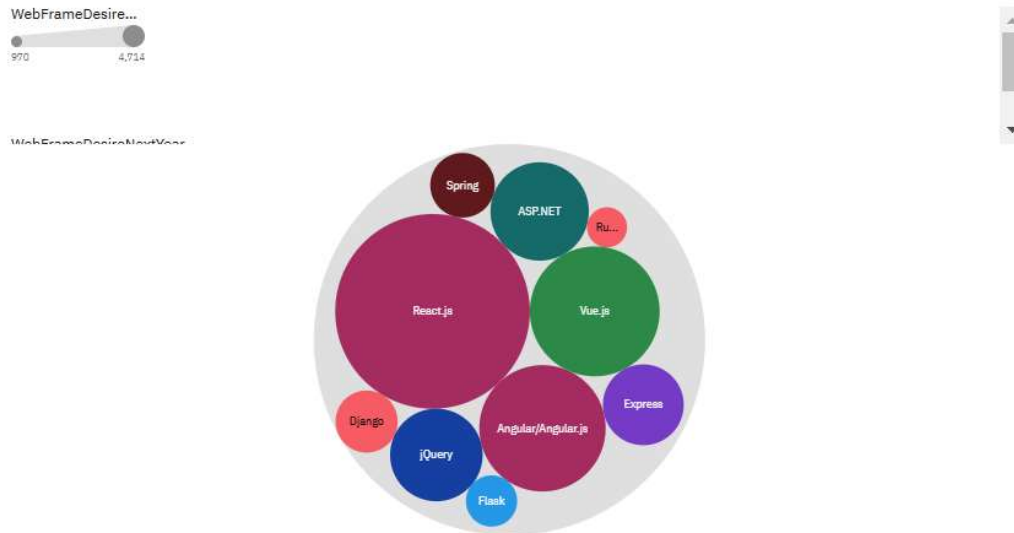 WebFrameDesire...
970 4,714
WebFrameDesireNextYear
Spring
ASP.NET
Ru...
React.js
Vue.js
Express
Django
Angular/Angular.js
jQuery
Flask